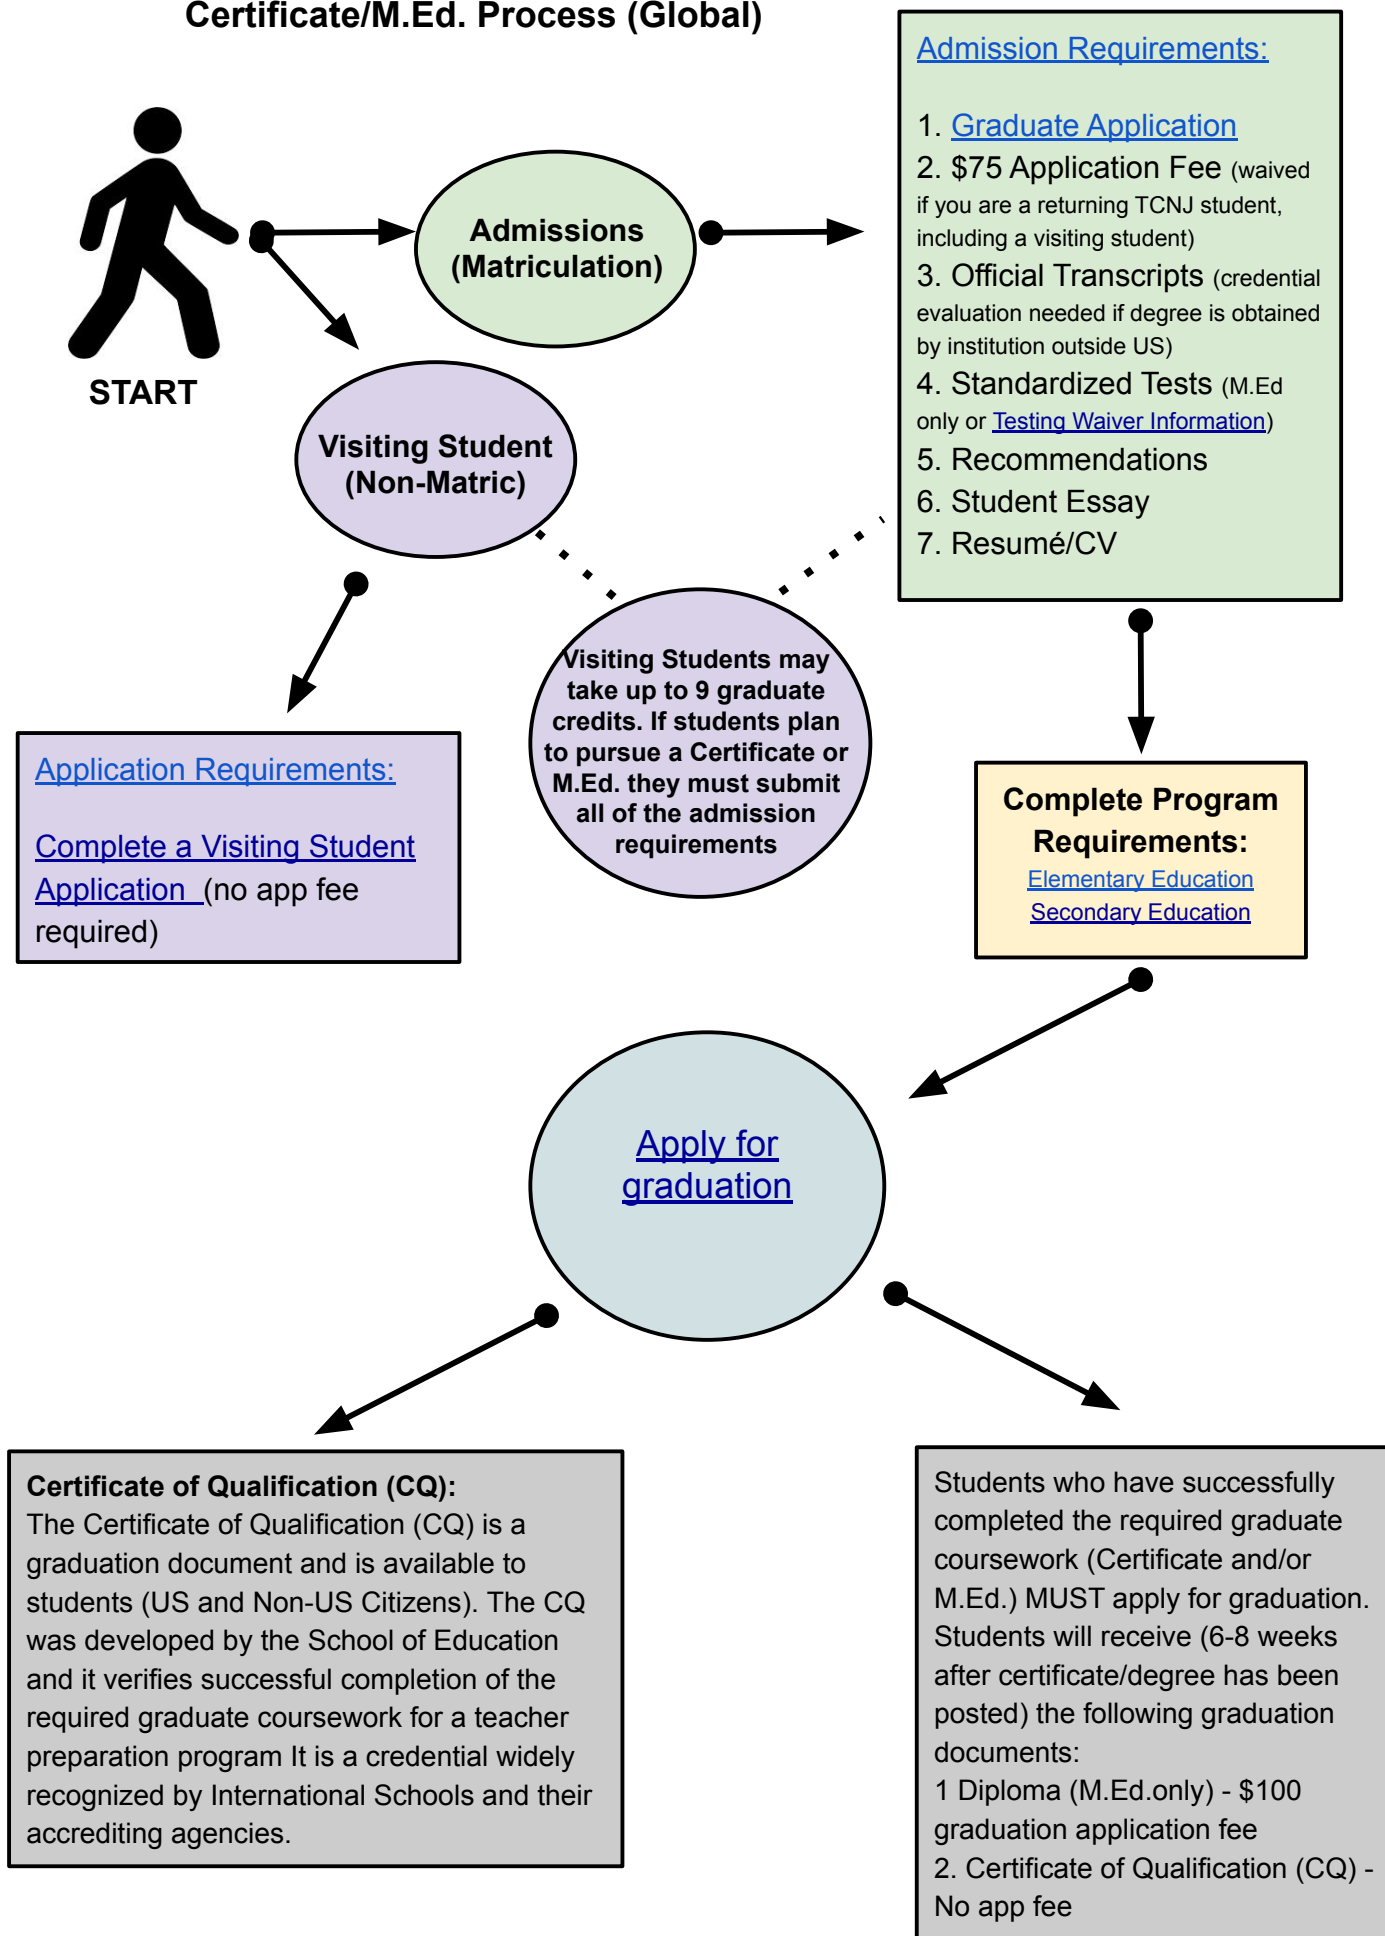 Certificate/M.Ed. Process (Global)
START
Admissions
(Matriculation)
Admission Requirements:
1. Graduate Application
2. $75 Application Fee (waived
if you are a returning TCNJ student,
including a visiting student)
3. Official Transcripts (credential
evaluation needed if degree is obtained
by institution outside US)
4. Standardized Tests (M.Ed
only or Testing Waiver Information)
5. Recommendations
6. Student Essay
7. Resumé/CV
Visiting Student
(Non-Matric)
Visiting Students may
take up to 9 graduate
credits. If students plan
to pursue a Certificate or
M.Ed. they must submit
all of the admission
requirements
Application Requirements:
Complete a Visiting Student
Application (no app fee
required)
Complete Program
Requirements:
Elementary Education
Secondary Education
Apply for
graduation
Certificate of Qualification (CQ):
The Certificate of Qualification (CQ) is a
graduation document and is available to
students (US and Non-US Citizens). The CQ
was developed by the School of Education
and it verifies successful completion of the
required graduate coursework for a teacher
preparation program It is a credential widely
recognized by International Schools and their
accrediting agencies.
Students who have successfully
completed the required graduate
coursework (Certificate and/or
M.Ed.) MUST apply for graduation.
Students will receive (6-8 weeks
after certificate/degree has been
posted) the following graduation
documents:
1 Diploma (M.Ed.only) - $100
graduation application fee
2. Certificate of Qualification (CQ) -
No app fee